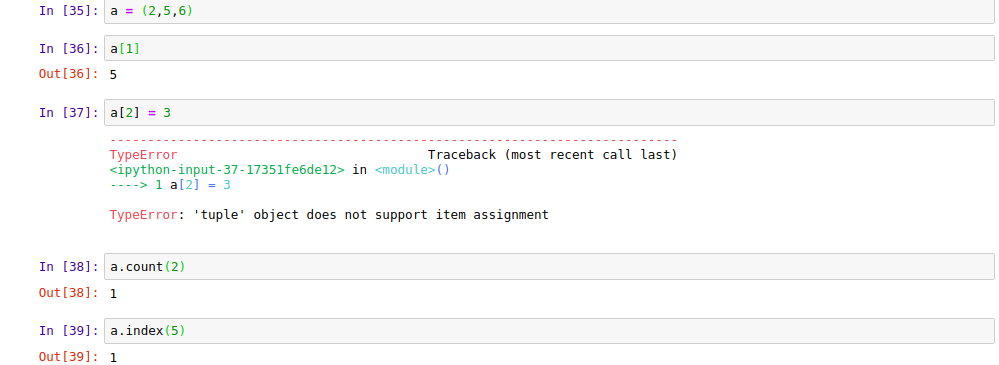 In [35]: a = (2,5,6)
In [36]: a[1]
Out[36]: 5
In [37]: a[2] = 3
---------------------------------------------------------------------------
TypeError                                 Traceback (most recent call last)
<ipython-input-37-17351fe6de12> in <module>()
----> 1 a[2] = 3
TypeError: 'tuple' object does not support item assignment
In [38]: a.count(2)
Out[38]: 1
In [39]: a.index(5)
Out[39]: 1